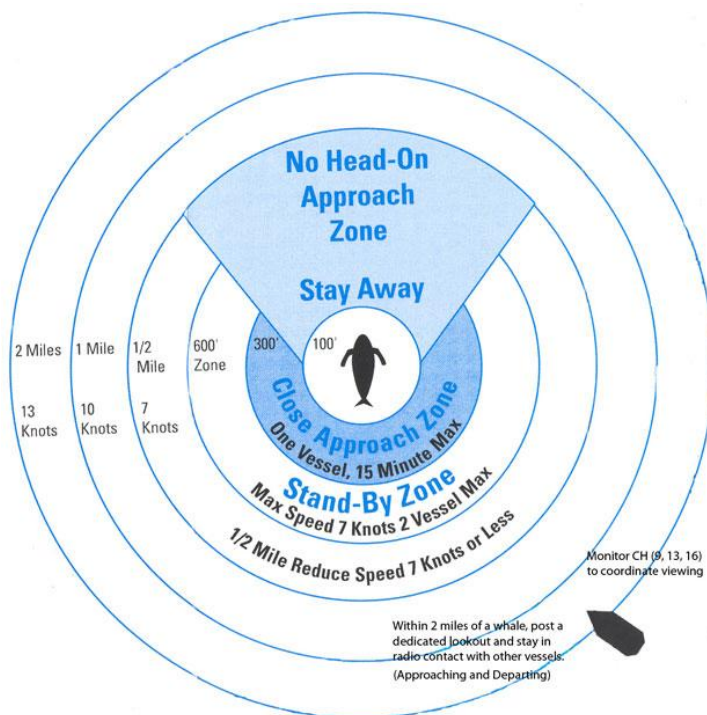 No Head-On
Approach
Zone
Stay Away
2 Miles
1 Mile
1/2
Mile
600'
Zone
300'
100'
13
Knots
10
Knots
7
Knots
Close Approach Zone
One Vessel, 15 Minute Max
Stand-By Zone
Max Speed 7 Knots 2 Vessel Max
1/2 Mile Reduce Speed 7 Knots or Less
Monitor CH (9, 13, 16)
to coordinate viewing
Within 2 miles of a whale, post a
dedicated lookout and stay in
radio contact with other vessels.
(Approaching and Departing)